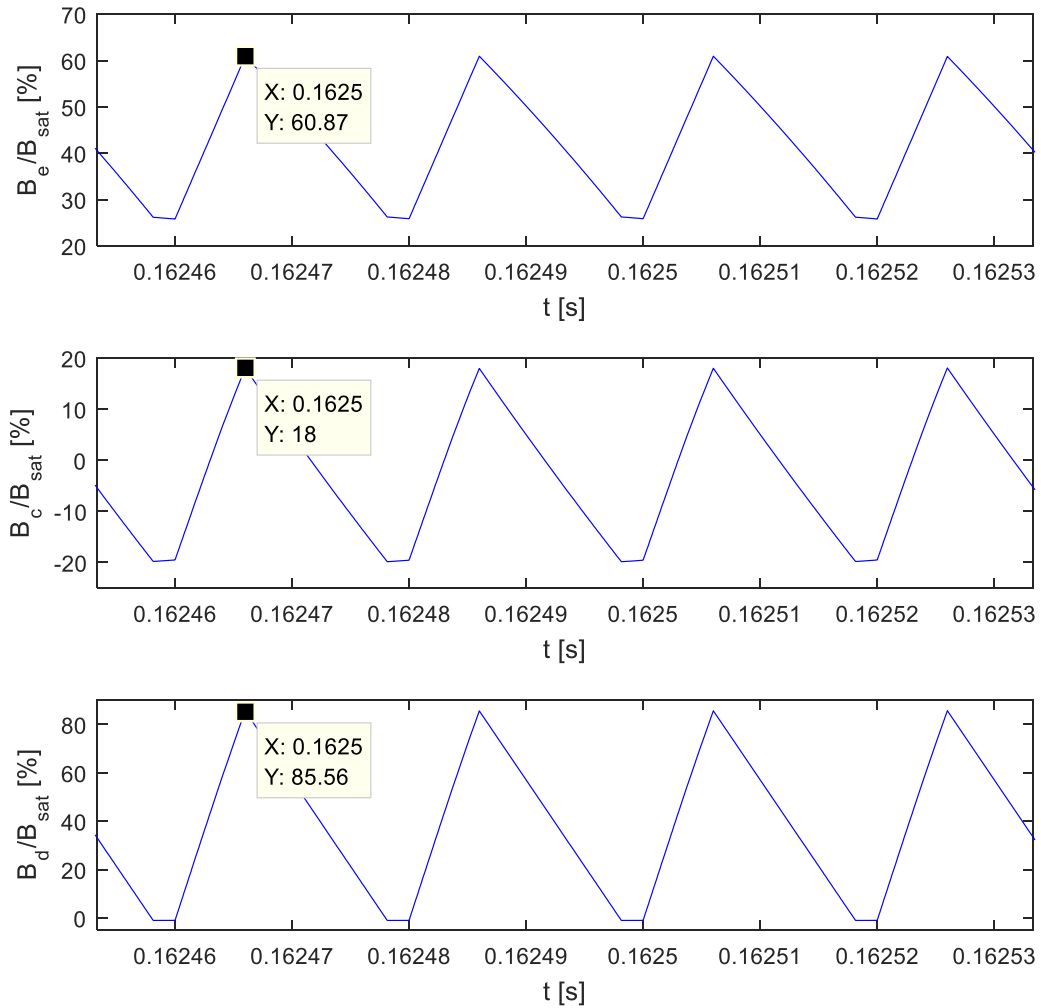 70
60
50
40
30
20
B_e/B_sat [%]
X: 0.1625
Y: 60.87
0.16246 0.16247 0.16248 0.16249 0.1625 0.16251 0.16252 0.16253
t [s]
20
10
0
-10
-20
B_c/B_sat [%]
X: 0.1625
Y: 18
0.16246 0.16247 0.16248 0.16249 0.1625 0.16251 0.16252 0.16253
t [s]
80
60
40
20
0
B_d/B_sat [%]
X: 0.1625
Y: 85.56
0.16246 0.16247 0.16248 0.16249 0.1625 0.16251 0.16252 0.16253
t [s]